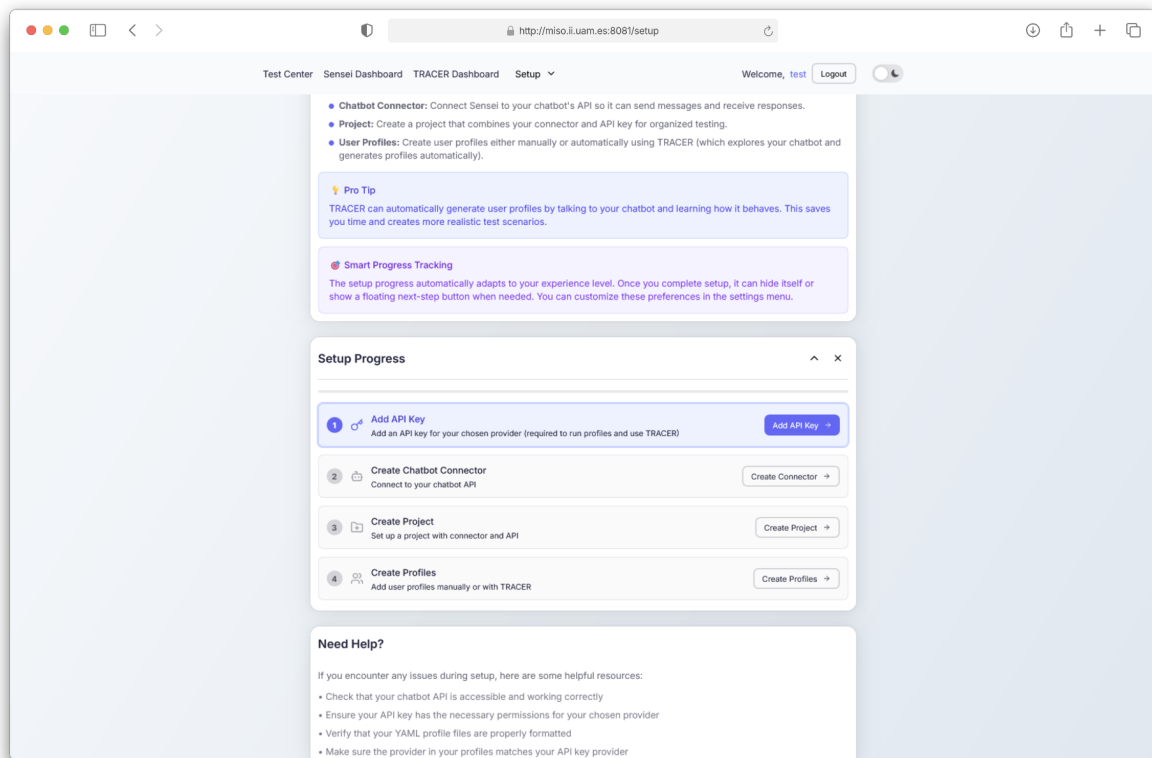 http://miso.ii.uam.es:8081/setup
Test Center Sensei Dashboard TRACER Dashboard Setup Welcome, test Logout
• Chatbot Connector: Connect Sensei to your chatbot's API so it can send messages and receive responses.
• Project: Create a project that combines your connector and API key for organized testing.
• User Profiles: Create user profiles either manually or automatically using TRACER (which explores your chatbot and
generates profiles automatically).
Pro Tip
TRACER can automatically generate user profiles by talking to your chatbot and learning how it behaves. This saves
you time and creates more realistic test scenarios.
Smart Progress Tracking
The setup progress automatically adapts to your experience level. Once you complete setup, it can hide itself or
show a floating next-step button when needed. You can customize these preferences in the settings menu.
Setup Progress
1 Add API Key
Add an API key for your chosen provider (required to run profiles and use TRACER)
Add API Key →
2 Create Chatbot Connector
Connect to your chatbot API
Create Connector →
3 Create Project
Set up a project with connector and API
Create Project →
4 Create Profiles
Add user profiles manually or with TRACER
Create Profiles →
Need Help?
If you encounter any issues during setup, here are some helpful resources:
• Check that your chatbot API is accessible and working correctly
• Ensure your API key has the necessary permissions for your chosen provider
• Verify that your YAML profile files are properly formatted
• Make sure the provider in your profiles matches your API key provider